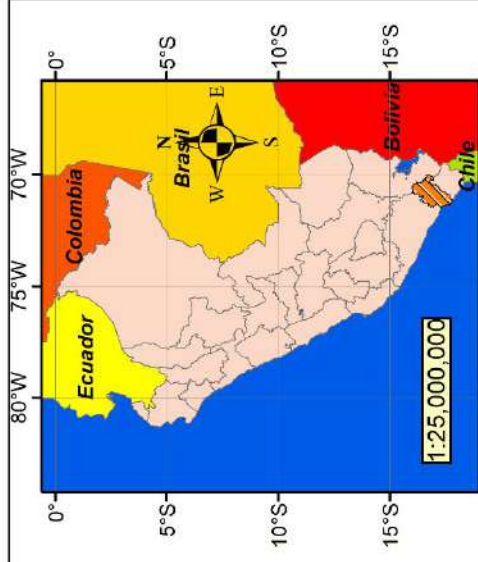 80°W
75°W
70°W
0°
5°S
10°S
15°S
Ecuador
Colombia
Brasil
Bolivia
Chile
N
W
E
S
1:25,000,000
0°
5°S
10°S
15°S